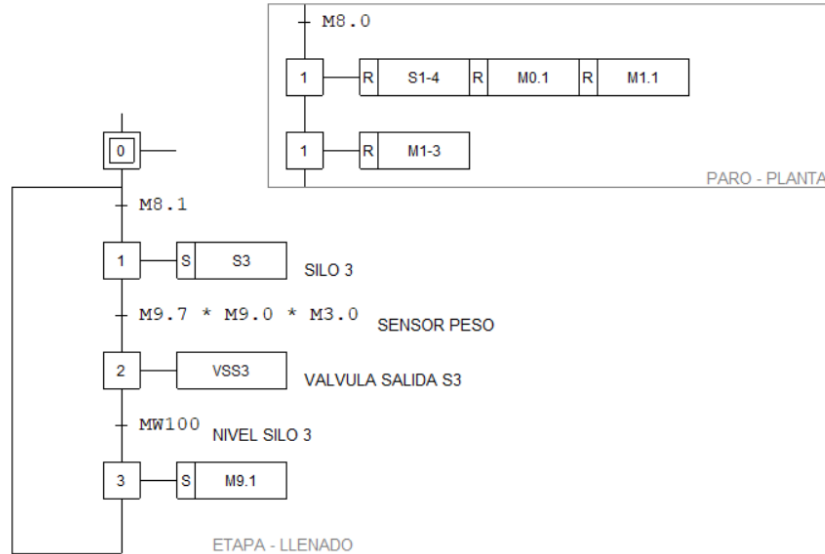 M8.0
1 R S1-4 R M0.1 R M1.1
0
1 R M1-3
PARO - PLANTA
M8.1
1 S S3 SILO 3
M9.7 * M9.0 * M3.0 SENSOR PESO
2 VSS3 VALVULA SALIDA S3
MW100 NIVEL SILO 3
3 S M9.1
ETAPA - LLENADO